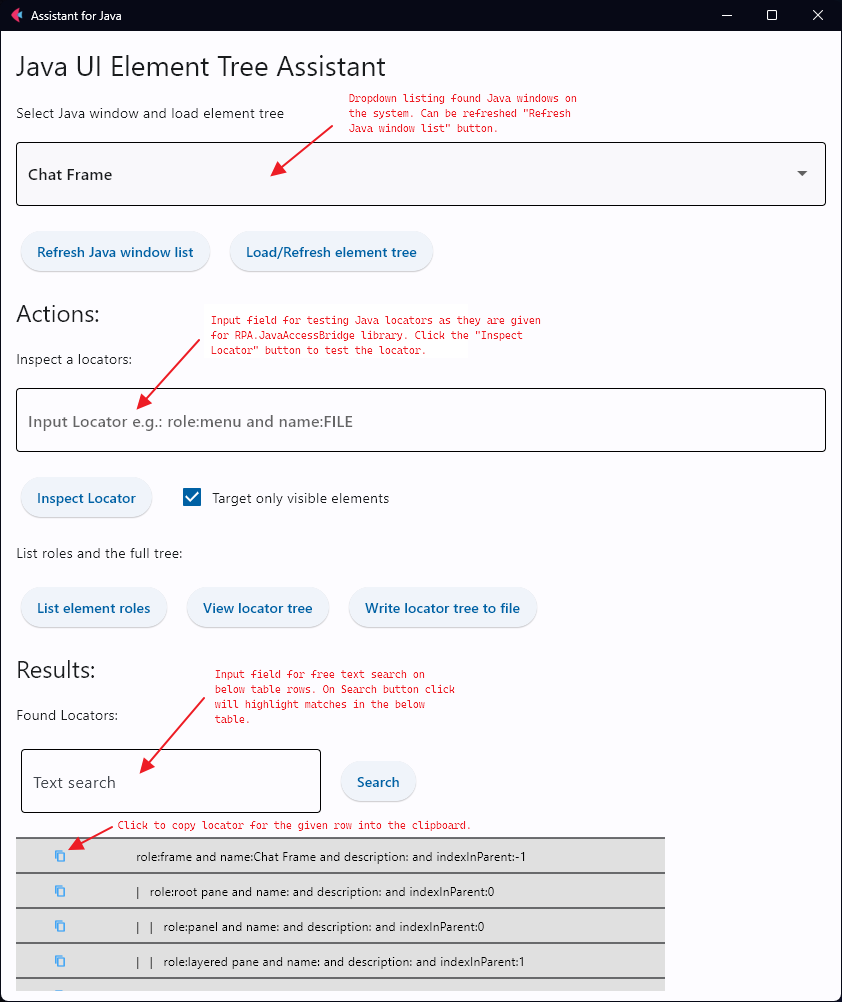 Assistant for Java
Java UI Element Tree Assistant
Select Java window and load element tree
Dropdown listing found Java windows on
the system. Can be refreshed "Refresh
Java window list" button.
Chat Frame
Refresh Java window list
Load/Refresh element tree
Actions:
Input field for testing Java locators as they are given
for RPA.JavaAccessBridge library. Click the "Inspect
Locator" button to test the locator.
Inspect a locators:
Input Locator e.g.: role:menu and name:FILE
Inspect Locator
Target only visible elements
List roles and the full tree:
List element roles
View locator tree
Write locator tree to file
Results:
Input field for free text search on
below table rows. On Search button click
will highlight matches in the below
table.
Found Locators:
Text search
Search
Click to copy locator for the given row into the clipboard.
role:frame and name:Chat Frame and description: and indexInParent:-1
| role:root pane and name: and description: and indexInParent:0
| | role:panel and name: and description: and indexInParent:0
| | role:layered pane and name: and description: and indexInParent:1